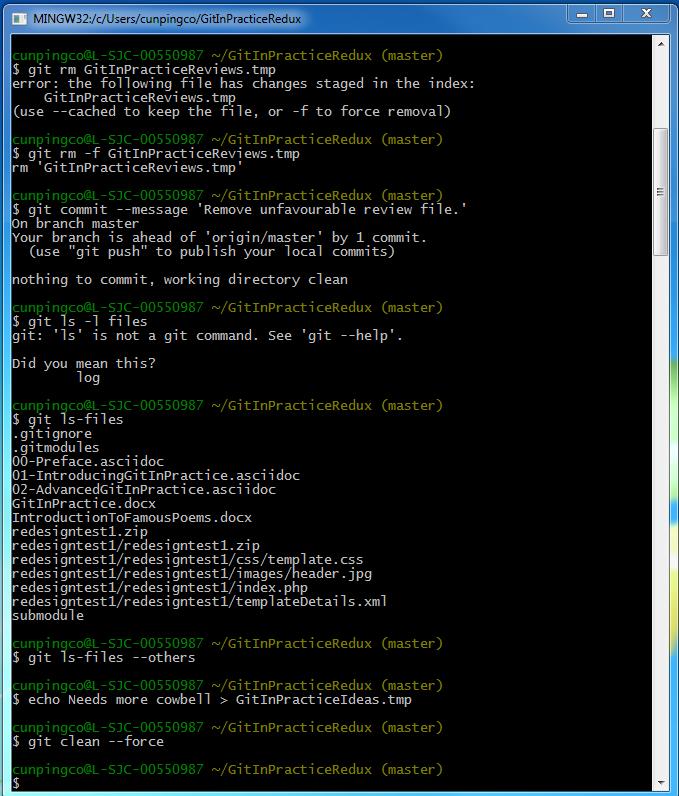 MINGW32:/c/Users/cunpingco/GitInPracticeRedux
cunpingco@L-SJC-00550987 ~/GitInPracticeRedux (master)
$ git rm GitInPracticeReviews.tmp
error: the following file has changes staged in the index:
    GitInPracticeReviews.tmp
(use --cached to keep the file, or -f to force removal)
cunpingco@L-SJC-00550987 ~/GitInPracticeRedux (master)
$ git rm -f GitInPracticeReviews.tmp
rm 'GitInPracticeReviews.tmp'
cunpingco@L-SJC-00550987 ~/GitInPracticeRedux (master)
$ git commit --message 'Remove unfavourable review file.'
On branch master
Your branch is ahead of 'origin/master' by 1 commit.
  (use "git push" to publish your local commits)
nothing to commit, working directory clean
cunpingco@L-SJC-00550987 ~/GitInPracticeRedux (master)
$ git ls -l files
git: 'ls' is not a git command. See 'git --help'.
Did you mean this?
        log
cunpingco@L-SJC-00550987 ~/GitInPracticeRedux (master)
$ git ls-files
.gitignore
.gitmodules
00-Preface.asciidoc
01-IntroducingGitInPractice.asciidoc
02-AdvancedGitInPractice.asciidoc
GitInPractice.docx
IntroductionToFamousPoems.docx
redesigntest1.zip
redesigntest1/redesigntest1.zip
redesigntest1/redesigntest1/css/template.css
redesigntest1/redesigntest1/images/header.jpg
redesigntest1/redesigntest1/index.php
redesigntest1/redesigntest1/templateDetails.xml
submodule
cunpingco@L-SJC-00550987 ~/GitInPracticeRedux (master)
$ git ls-files --others
cunpingco@L-SJC-00550987 ~/GitInPracticeRedux (master)
$ echo Needs more cowbell > GitInPracticeIdeas.tmp
cunpingco@L-SJC-00550987 ~/GitInPracticeRedux (master)
$ git clean --force
cunpingco@L-SJC-00550987 ~/GitInPracticeRedux (master)
$